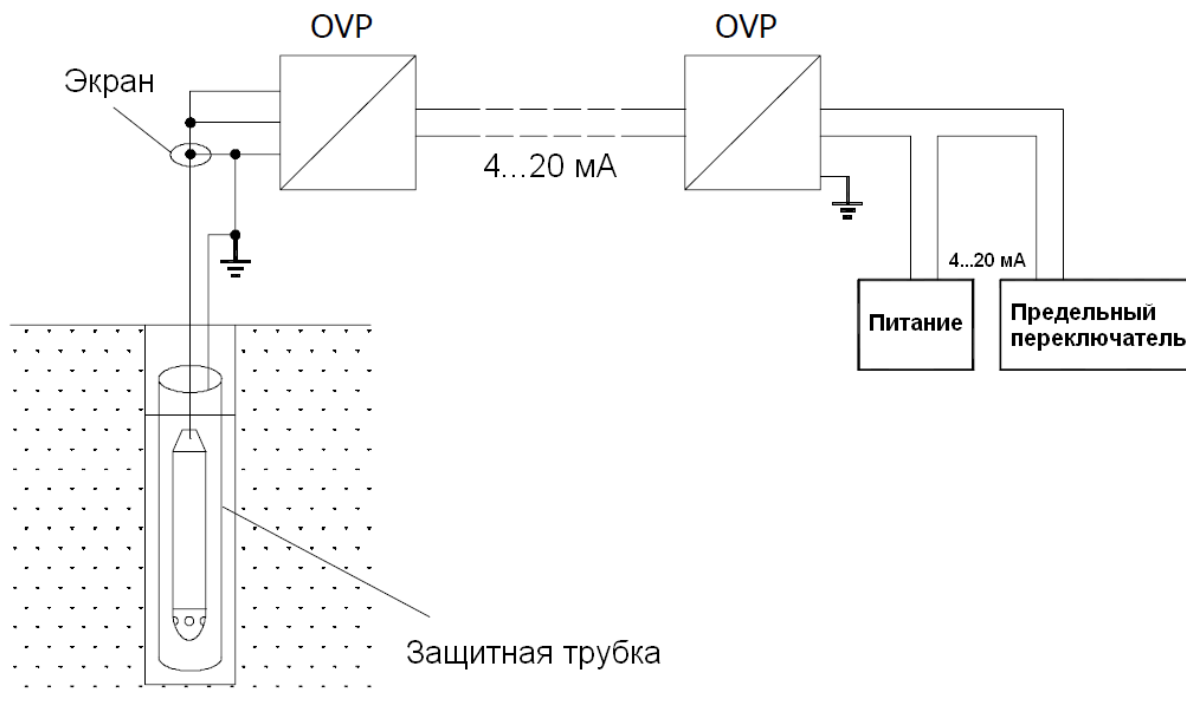 OVP
OVP
Экран
4...20 мА
4...20 мА
Питание
Предельный
переключатель
Защитная трубка